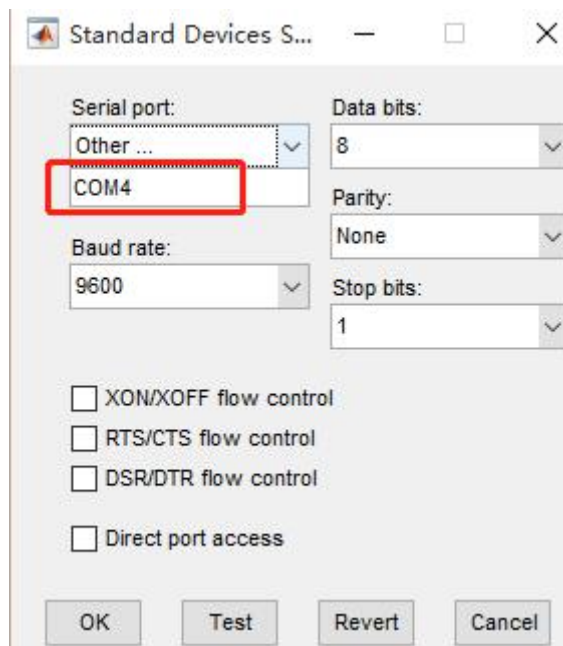 Standard Devices S...
Serial port:
Other ...
COM4
Baud rate:
9600
Data bits:
8
Parity:
None
Stop bits:
1
XON/XOFF flow control
RTS/CTS flow control
DSR/DTR flow control
Direct port access
OK
Test
Revert
Cancel